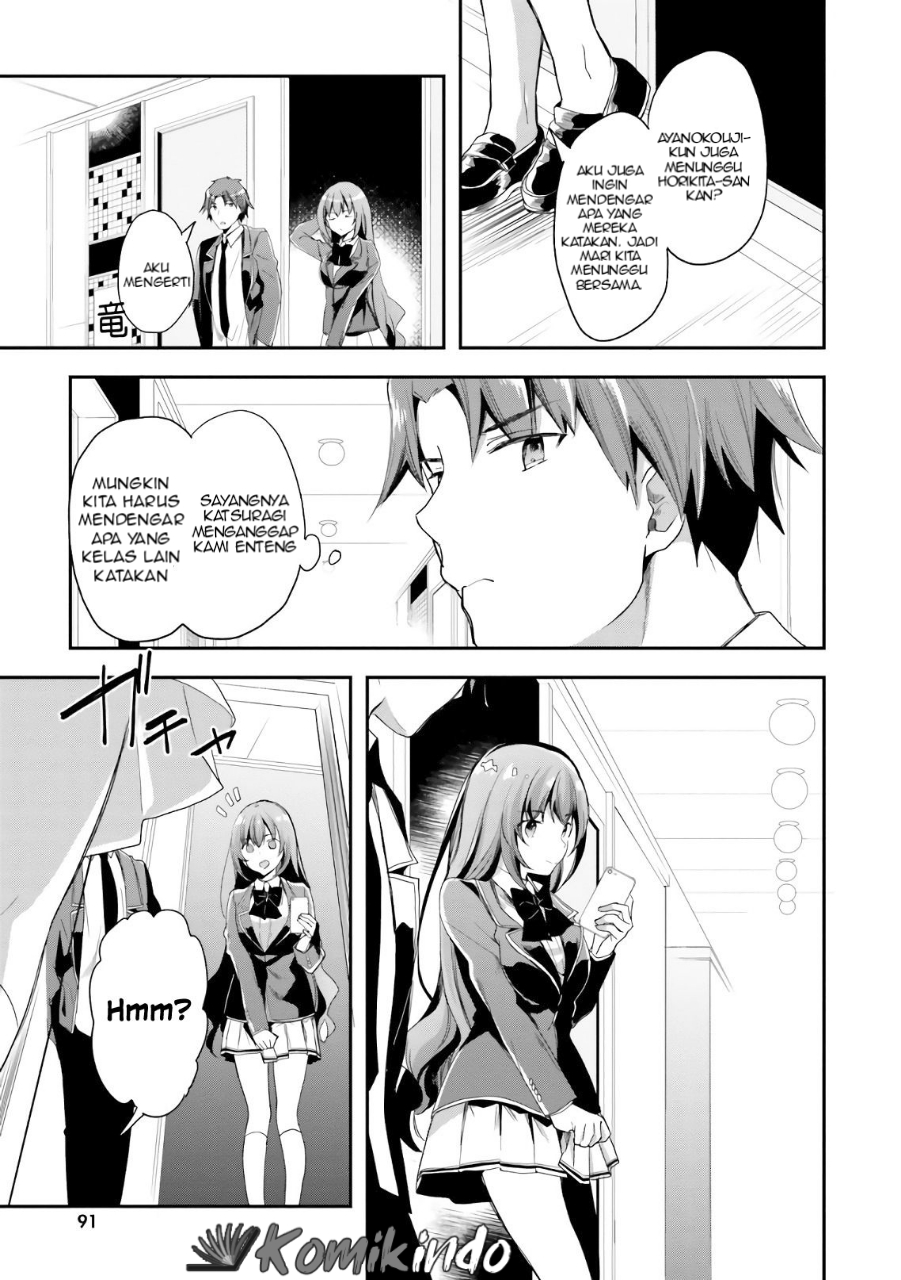 AYANOKOUJI-
KUN JUGA
MENUNGGU
HORIKITA-SAN
KAN?
AKU JUGA
INGIN
MENDENGAR
APA YANG
MEREKA
KATAKAN. JADI
MARI KITA
MENUNGGU
BERSAMA.
AKU
MENGERTI
竜
SAYANGNYA
KATSURAGI
MENGANGGAP
KAMI ENTENG
MUNGKIN
KITA HARUS
MENDENGAR
APA YANG
KELAS LAIN
KATAKAN
ガチャ
Hmm?
91
Komikindo